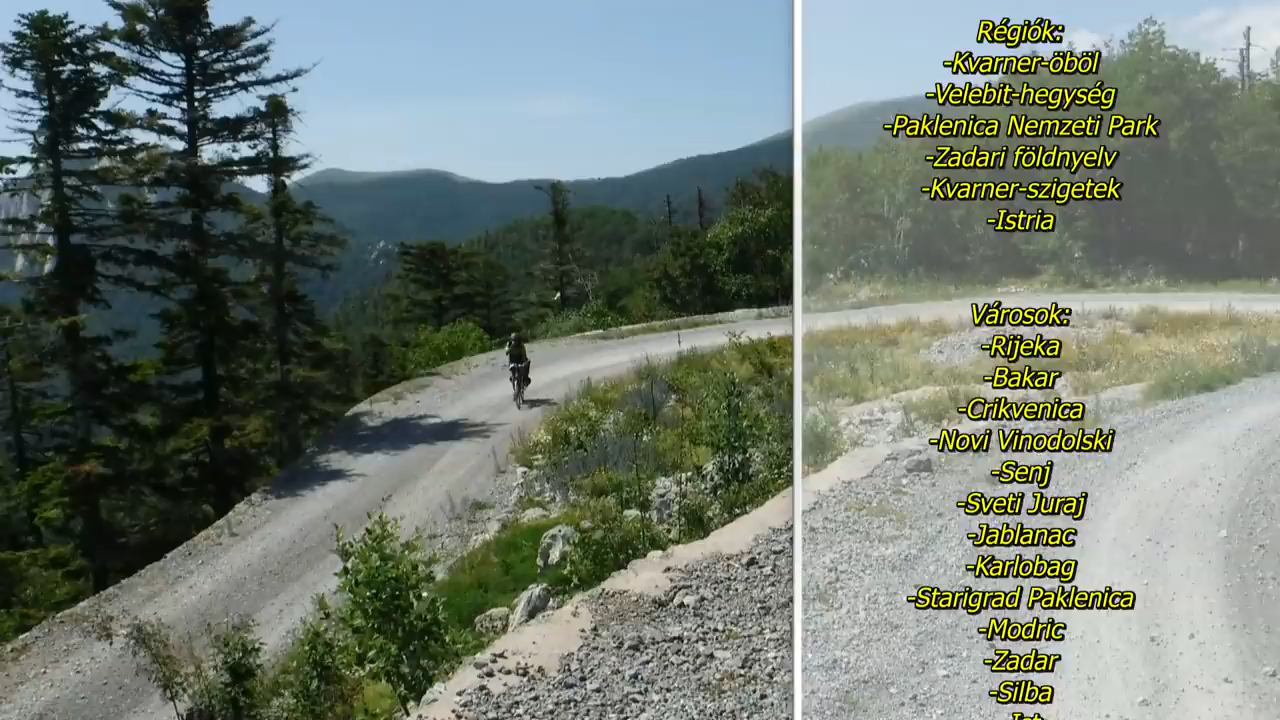 Régiók:
-Kvarner-öböl
-Velebit-hegység
-Paklenica Nemzeti Park
-Zadari földnyelv
-Kvarner-szigetek
-Istria
Városok:
-Rijeka
-Bakar
-Crikvenica
-Novi Vinodolski
-Senj
-Sveti Juraj
-Jablanac
-Karlobag
-Starigrad Paklenica
-Modric
-Zadar
-Silba